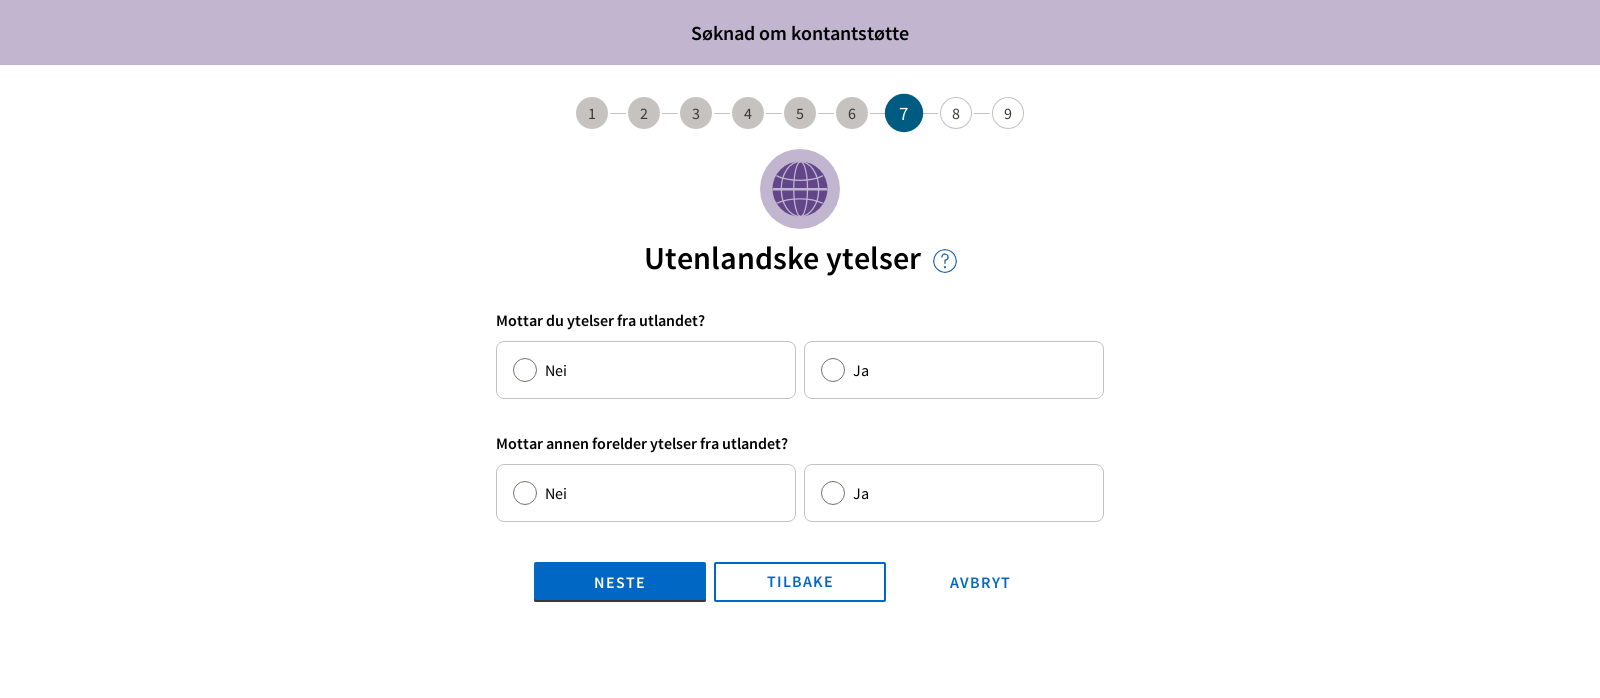 Søknad om kontantstøtte
1 2 3 4 5 6 7 8 9
Utenlandske ytelser ?
Mottar du ytelser fra utlandet?
Nei Ja
Mottar annen forelder ytelser fra utlandet?
Nei Ja
NESTE TILBAKE AVBRYT